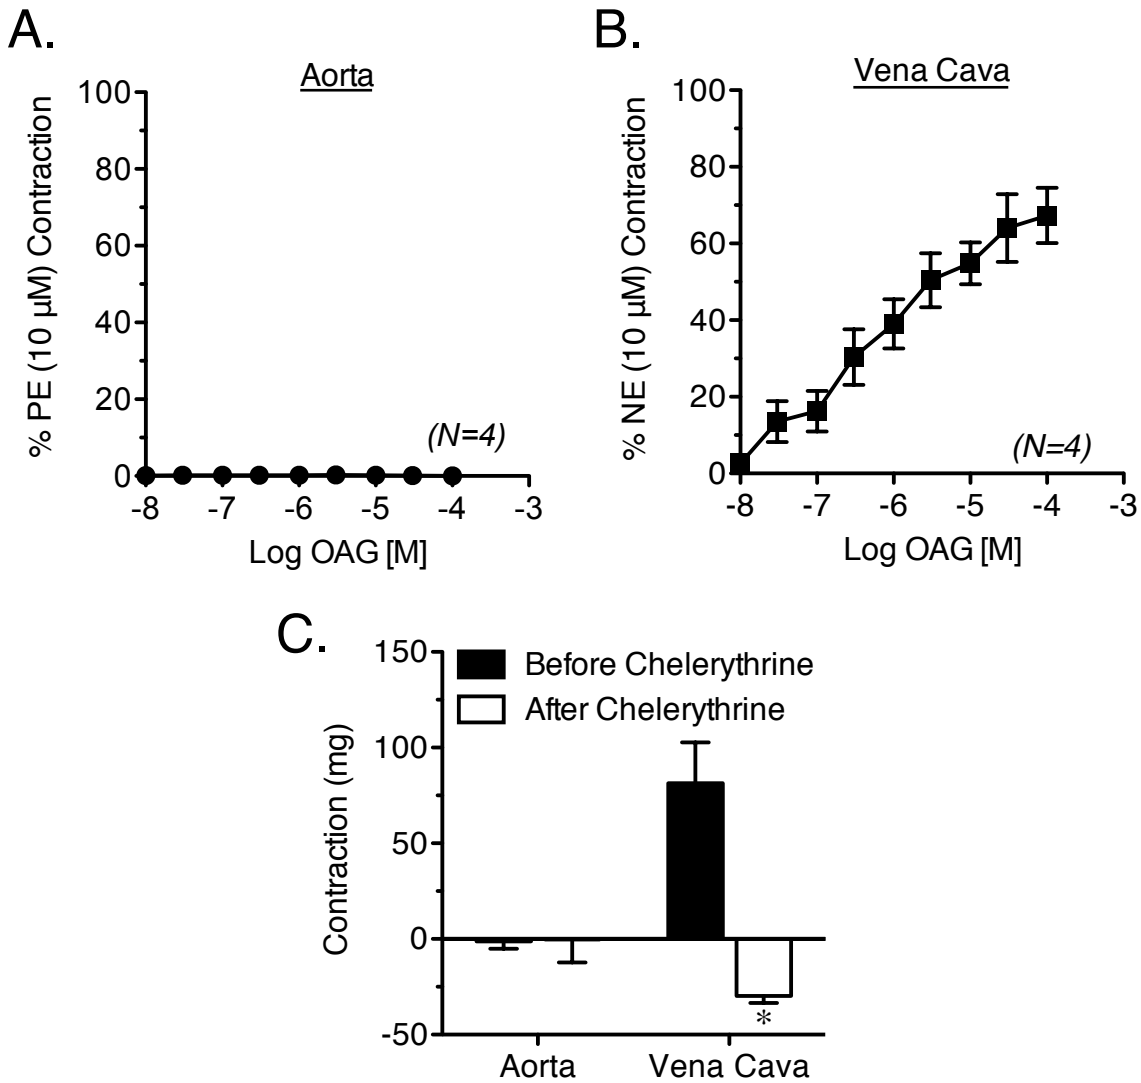 A.
Aorta
% PE (10 µM) Contraction
100
80
60
40
20
0
(N=4)
-8 -7 -6 -5 -4 -3
Log OAG [M]
B.
Vena Cava
% NE (10 µM) Contraction
100
80
60
40
20
0
(N=4)
-8 -7 -6 -5 -4 -3
Log OAG [M]
C.
Contraction (mg)
150
100
50
0
-50
Before Chelerythrine
After Chelerythrine
*
Aorta Vena Cava